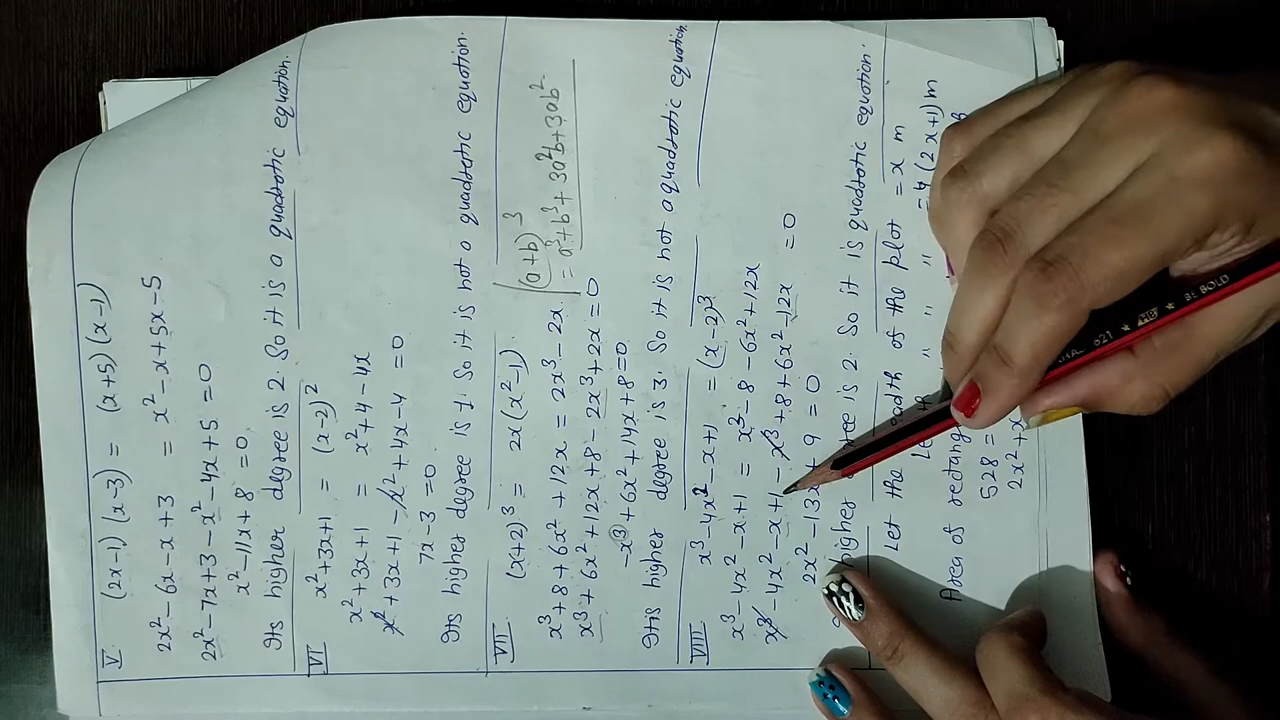 V (2x-1)(x-3) = (x+5)(x-1)
2x² - 6x - x + 3 = x² - x + 5x - 5
2x² - 7x + 3 - x² - 4x + 5 = 0
x² - 11x + 8 = 0
Its higher degree is 2. So it is a quadratic equation.
VI x² + 3x + 1 = (x-2)²
x² + 3x + 1 = x² + 4 - 4x
x² + 3x + 1 - x² + 4x - 4 = 0
7x - 3 = 0
Its higher degree is 1. So it is not a quadratic equation.
VII (x+2)³ = 2x(x²-1)
(a+b)³
= a³+b³+3a²b+3ab²
x³ + 8 + 6x² + 12x = 2x³ - 2x
x³ + 6x² + 12x + 8 - 2x³ + 2x = 0
-x³ + 6x² + 14x + 8 = 0
Its higher degree is 3. So it is not a quadratic equation.
VIII x³ - 4x² - x + 1 = (x-2)³
x³ - 4x² - x + 1 = x³ - 8 - 6x² + 12x
x³ - 4x² - x + 1 - x³ + 8 + 6x² - 12x = 0
2x² - 13x + 9 = 0
higher is 2. So it is quadratic equation.
Let the of the plot = x m
" " " = 4(2x+1)m
Area of
528 =
2x² + x
621 HB BOLD